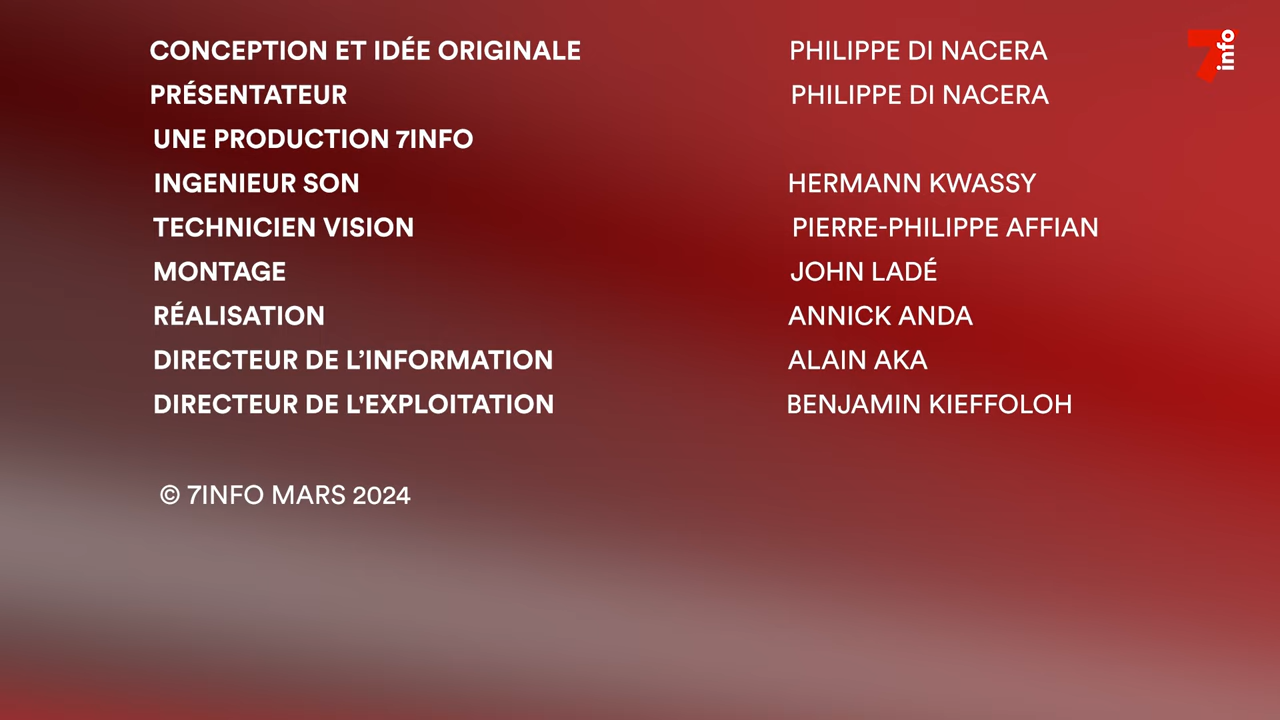 CONCEPTION ET IDÉE ORIGINALE PHILIPPE DI NACERA
PRÉSENTATEUR PHILIPPE DI NACERA
UNE PRODUCTION 7INFO
INGENIEUR SON HERMANN KWASSY
TECHNICIEN VISION PIERRE-PHILIPPE AFFIAN
MONTAGE JOHN LADÉ
RÉALISATION ANNICK ANDA
DIRECTEUR DE L’INFORMATION ALAIN AKA
DIRECTEUR DE L'EXPLOITATION BENJAMIN KIEFFOLOH
© 7INFO MARS 2024
7info